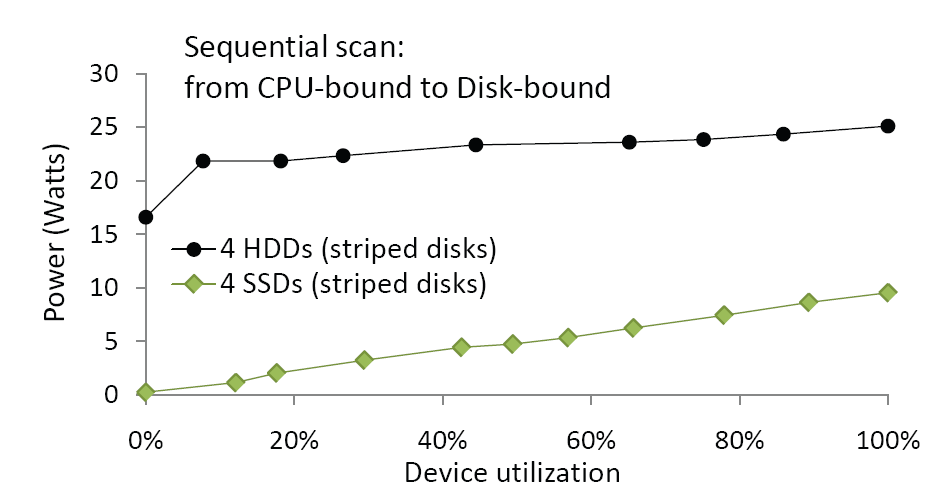 Sequential scan:
from CPU-bound to Disk-bound
30
25
20
15
10
5
0
Power (Watts)
4 HDDs (striped disks)
4 SSDs (striped disks)
0%
20%
40%
60%
80%
100%
Device utilization